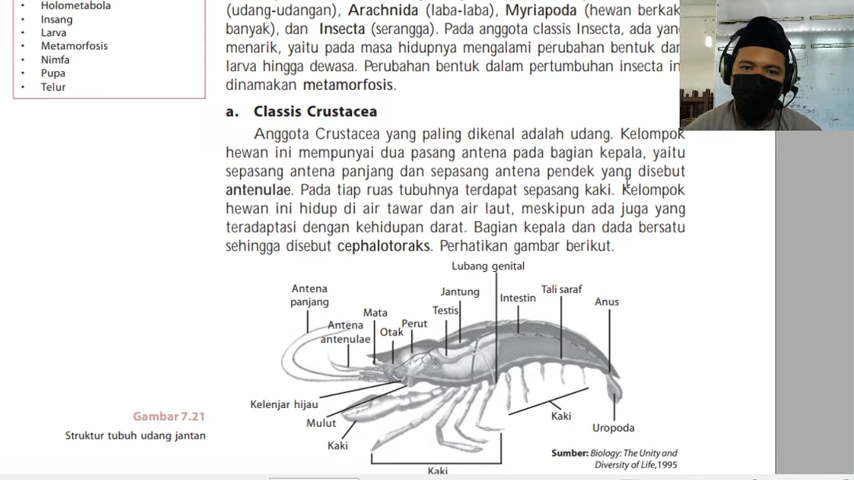 • Holometabola
• Insang
• Larva
• Metamorfosis
• Nimfa
• Pupa
• Telur
(udang-udangan), Arachnida (laba-laba), Myriapoda (hewan berkak
banyak), dan Insecta (serangga). Pada anggota classis Insecta, ada yan
menarik, yaitu pada masa hidupnya mengalami perubahan bentuk dar
larva hingga dewasa. Perubahan bentuk dalam pertumbuhan insecta in
dinamakan metamorfosis.
a. Classis Crustacea
Anggota Crustacea yang paling dikenal adalah udang. Kelompok
hewan ini mempunyai dua pasang antena pada bagian kepala, yaitu
sepasang antena panjang dan sepasang antena pendek yang disebut
antenulae. Pada tiap ruas tubuhnya terdapat sepasang kaki. Kelompok
hewan ini hidup di air tawar dan air laut, meskipun ada juga yang
teradaptasi dengan kehidupan darat. Bagian kepala dan dada bersatu
sehingga disebut cephalotoraks. Perhatikan gambar berikut.
Lubang genital
Antena
panjang
Jantung
Intestin
Tali saraf
Anus
Mata
Testis
Antena
antenulae
Otak
Perut
Kelenjar hijau
Mulut
Kaki
Kaki
Uropoda
Kaki
Gambar 7.21
Struktur tubuh udang jantan
Sumber: Biology: The Unity and
Diversity of Life, 1995